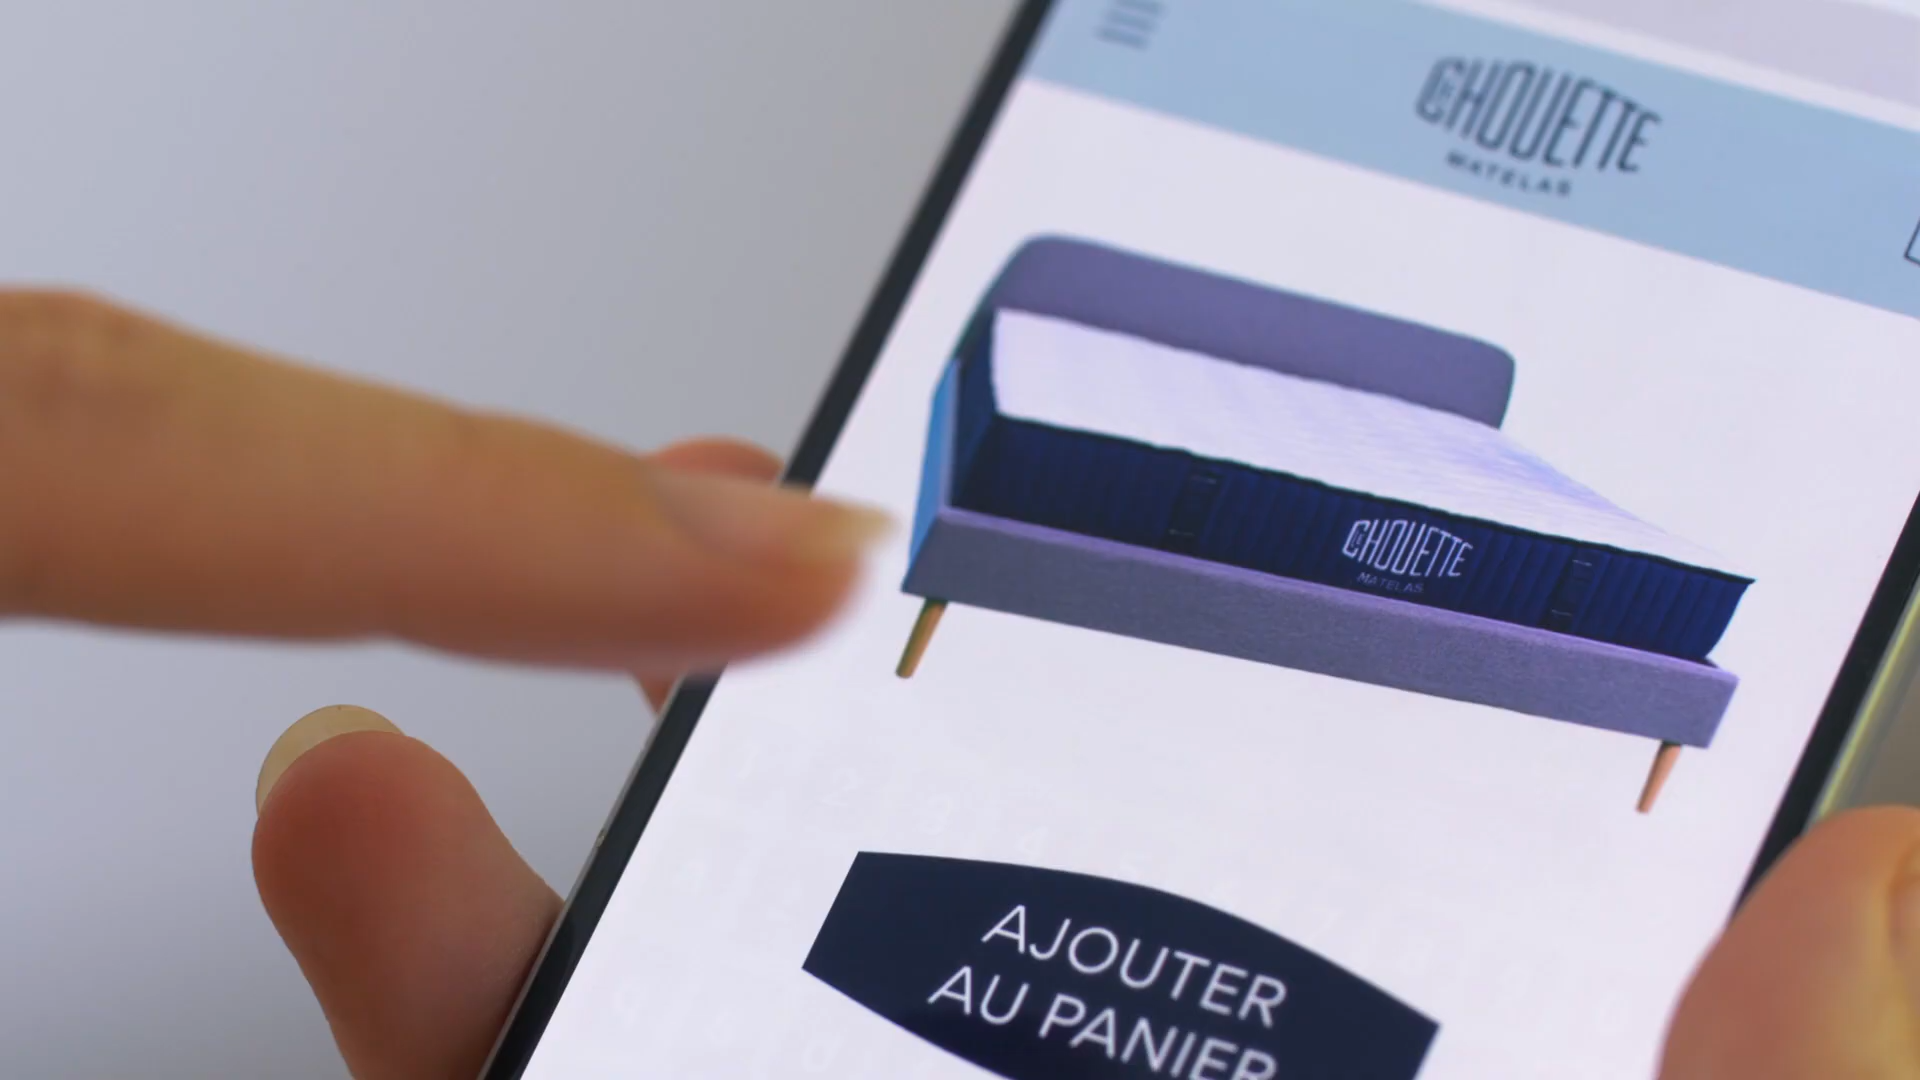 CHOUETTE
MATELAS
CHOUETTE
MATELAS
AJOUTER
AU PANIER